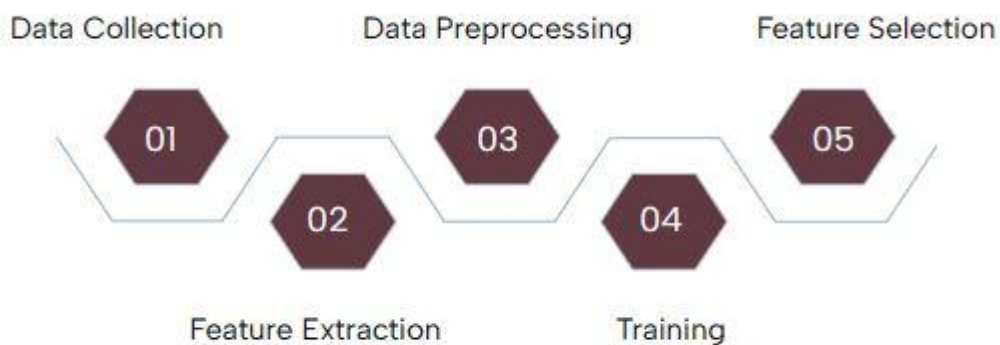 Data Collection
Data Preprocessing
Feature Selection
01
03
05
02
04
Feature Extraction
Training